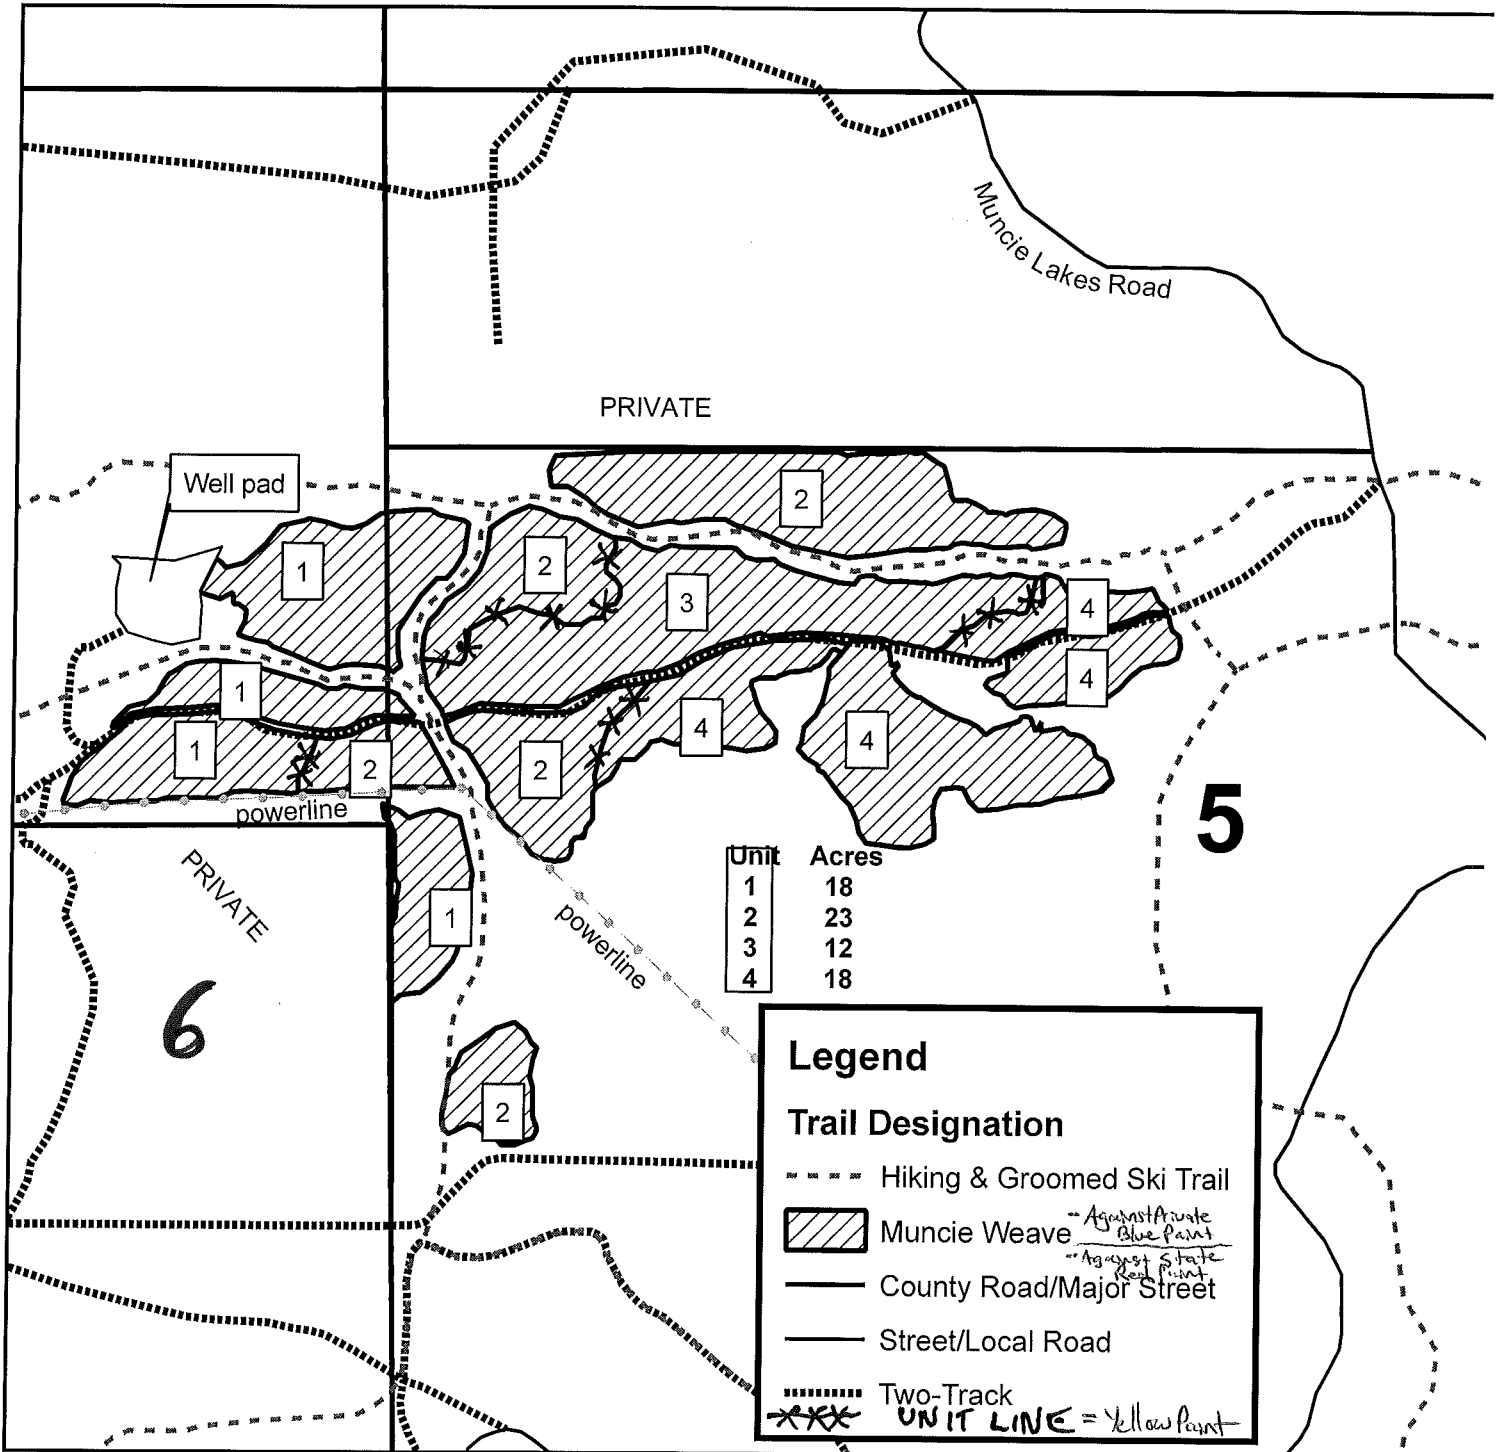 Muncie Lakes Road
PRIVATE
Well pad
2
1
2
3
4
1
4
4
4
1
2
2
powerline
PRIVATE
5
Unit Acres
1 18
2 23
3 12
4 18
1
powerline
6
2
Legend
Trail Designation
Hiking & Groomed Ski Trail
Muncie Weave
- Against Private
Blue Paint
- Against State
Red Paint
County Road/Major Street
Street/Local Road
Two-Track
UNIT LINE = Yellow Paint